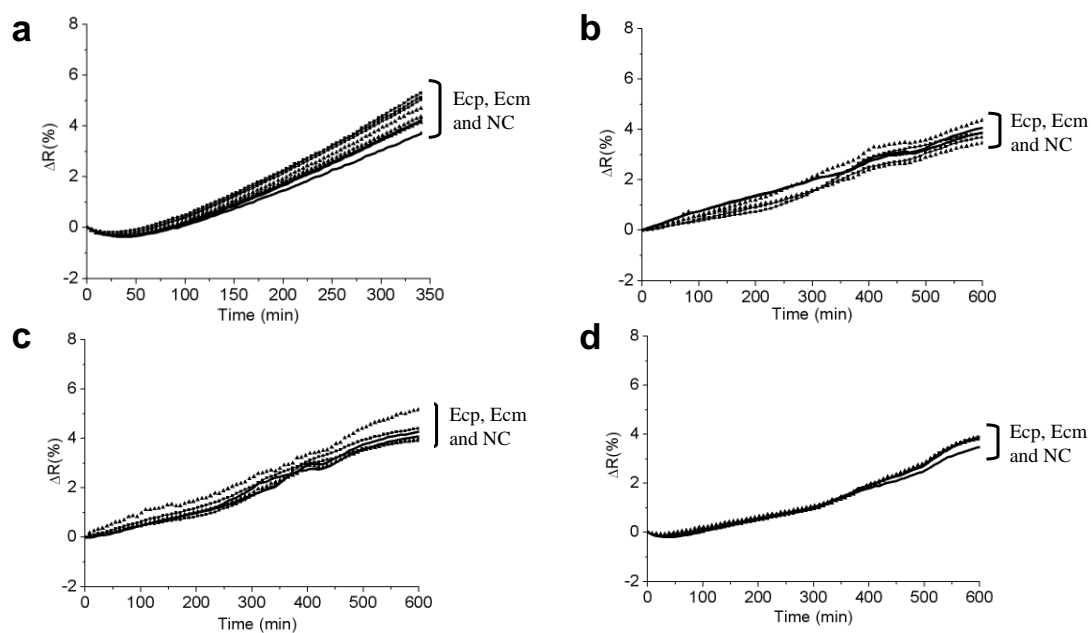 a
8
6
4
2
0
-2
ΔR(%)
0 50 100 150 200 250 300 350
Time (min)
Ecp, Ecm
and NC
b
8
6
4
2
0
-2
ΔR(%)
0 100 200 300 400 500 600
Time (min)
Ecp, Ecm
and NC
c
8
6
4
2
0
-2
ΔR(%)
0 100 200 300 400 500 600
Time (min)
Ecp, Ecm
and NC
d
8
6
4
2
0
-2
ΔR(%)
0 100 200 300 400 500 600
Time (min)
Ecp, Ecm
and NC